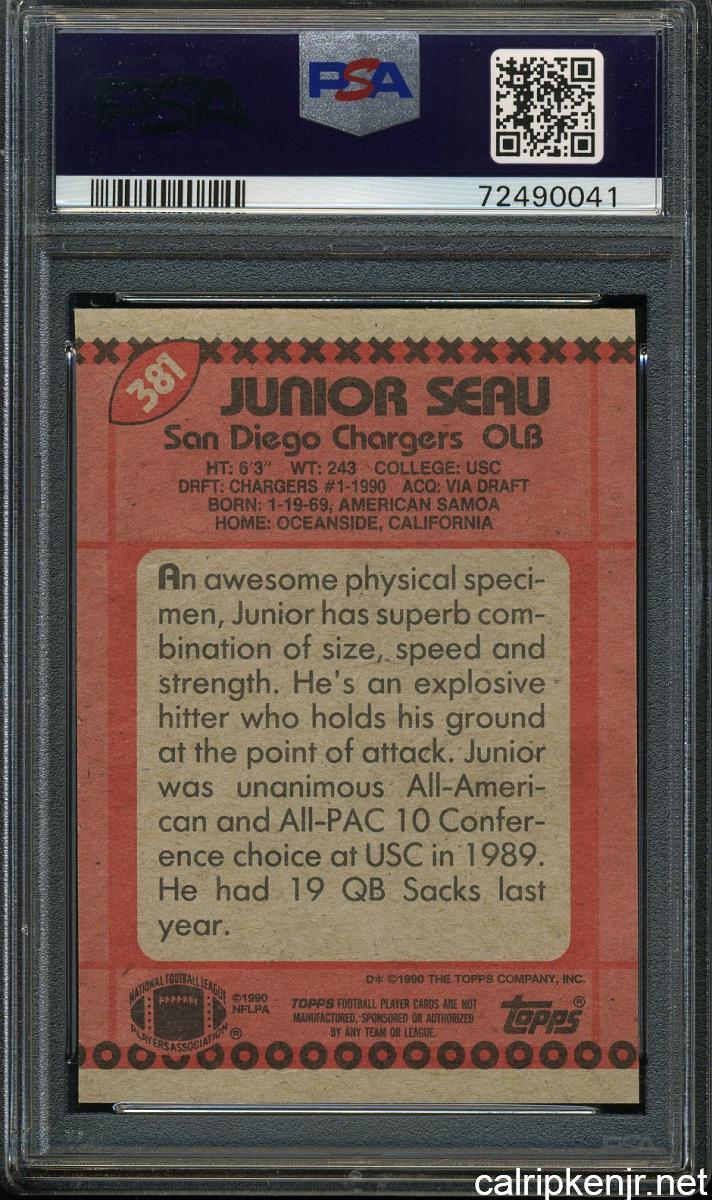 PSA
PSA
72490041
381
JUNIOR SEAU
San Diego Chargers OLB
HT: 6'3" WT: 243 COLLEGE: USC
DRFT: CHARGERS #1-1990 ACQ: VIA DRAFT
BORN: 1-19-69, AMERICAN SAMOA
HOME: OCEANSIDE, CALIFORNIA
An awesome physical speci-
men, Junior has superb com-
bination of size, speed and
strength. He's an explosive
hitter who holds his ground
at the point of attack. Junior
was unanimous All-Ameri-
can and All-PAC 10 Confer-
ence choice at USC in 1989.
He had 19 QB Sacks last
year.
D* ©1990 THE TOPPS COMPANY, INC.
NATIONAL FOOTBALL LEAGUE
PLAYERS ASSOCIATION ®
©1990
NFLPA
TOPPS FOOTBALL PLAYER CARDS ARE NOT
MANUFACTURED, SPONSORED OR AUTHORIZED
BY ANY TEAM OR LEAGUE.
topps®
PSA
calripkenjr.net